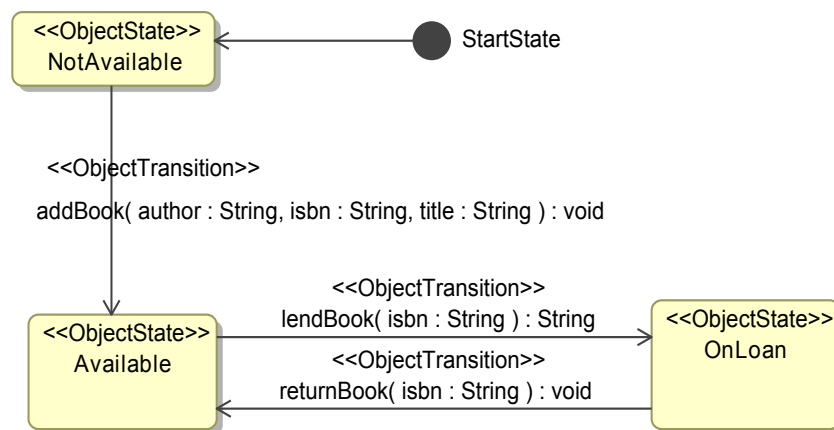 <<ObjectState>>
NotAvailable
StartState
<<ObjectTransition>>
addBook( author : String, isbn : String, title : String ) : void
<<ObjectTransition>>
lendBook( isbn : String ) : String
<<ObjectState>>
Available
<<ObjectState>>
OnLoan
<<ObjectTransition>>
returnBook( isbn : String ) : void